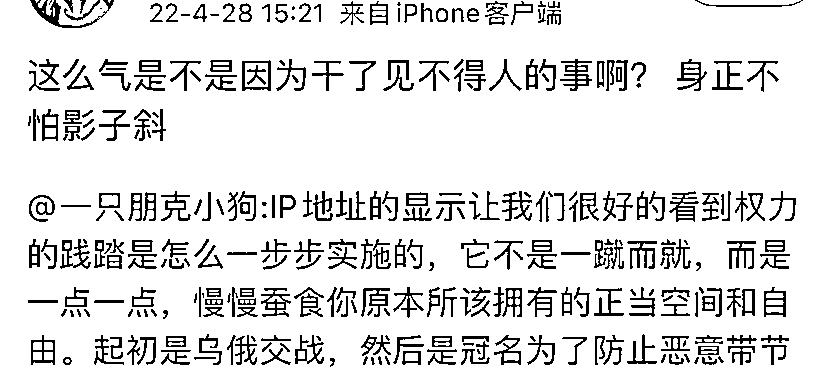 22-4-28 15:21 来自iPhone客户端
这么气是不是因为干了见不得人的事啊？ 身正不
怕影子斜
@一只朋克小狗:IP地址的显示让我们很好的看到权力
的践踏是怎么一步步实施的，它不是一蹴而就，而是
一点一点，慢慢蚕食你原本所该拥有的正当空间和自
由。起初是乌俄交战，然后是冠名为了防止恶意带节